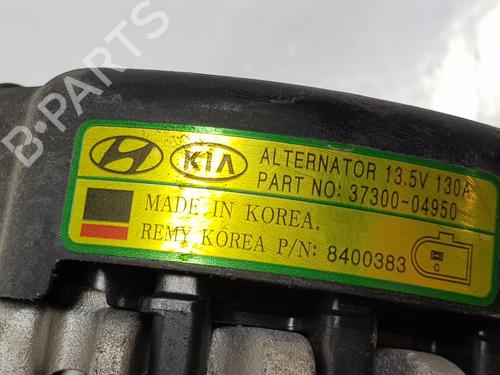 B-PARTS
KIA
ALTERNATOR 13.5V 130A
PART NO: 37300-04950
MADE IN KOREA.
REMY KOREA P/N: 8400383
C